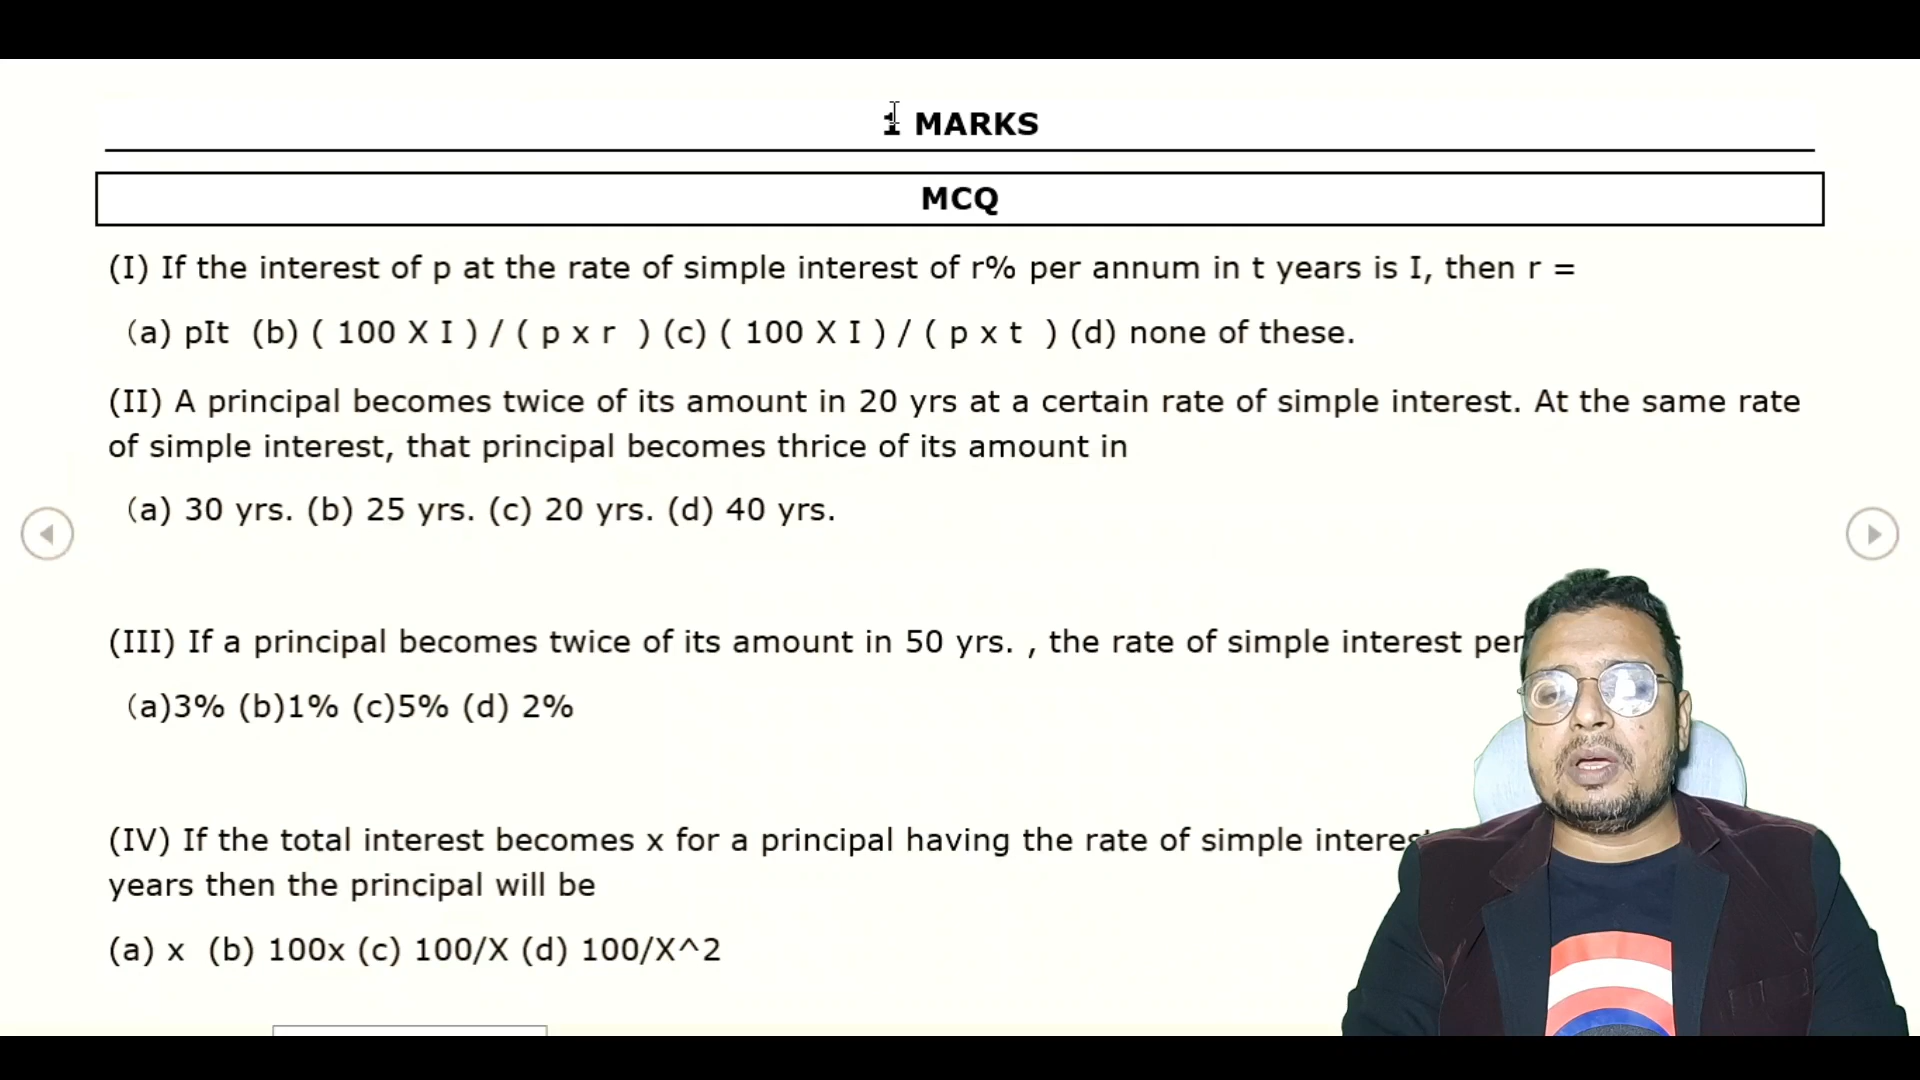 1 MARKS
MCQ
(I) If the interest of p at the rate of simple interest of r% per annum in t years is I, then r =
(a) pIt (b) ( 100 X I ) / ( p x r ) (c) ( 100 X I ) / ( p x t ) (d) none of these.
(II) A principal becomes twice of its amount in 20 yrs at a certain rate of simple interest. At the same rate
of simple interest, that principal becomes thrice of its amount in
(a) 30 yrs. (b) 25 yrs. (c) 20 yrs. (d) 40 yrs.
(III) If a principal becomes twice of its amount in 50 yrs. , the rate of simple interest per
(a)3% (b)1% (c)5% (d) 2%
(IV) If the total interest becomes x for a principal having the rate of simple interest
years then the principal will be
(a) x (b) 100x (c) 100/X (d) 100/X^2